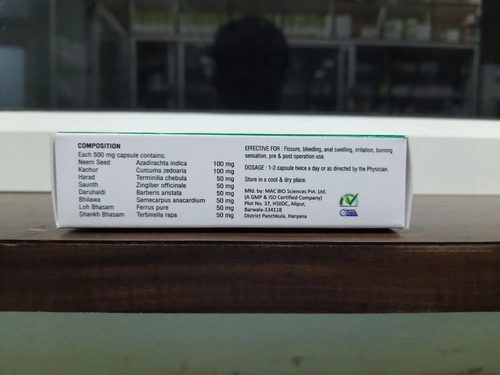 COMPOSITION
Each 500 mg capsule contains:
Neem Seed Azadirachta indica 100 mg
Kachur Curcuma zedoaria 100 mg
Harad Terminilia chebula 50 mg
Saunth Zingiber officinale 50 mg
Daruhaldi Barberis aristata 50 mg
Bhilawa Semecarpus anacardium 50 mg
Loh Bhasam Ferrus pure 50 mg
Shankh Bhasam Terbinella rapa 50 mg
EFFECTIVE FOR : Fissure, bleeding, anal swelling, irritation, burning
sensation, pre & post operation use.
DOSAGE : 1-2 capsule twice a day or as directed by the Physician.
Store in a cool & dry place.
Mfd. by: MAC BIO Sciences Pvt. Ltd.
(A GMP & ISO Certified Company)
Plot No. 37, HSIIDC, Alipur,
Barwala-134118
District Panchkula, Haryana